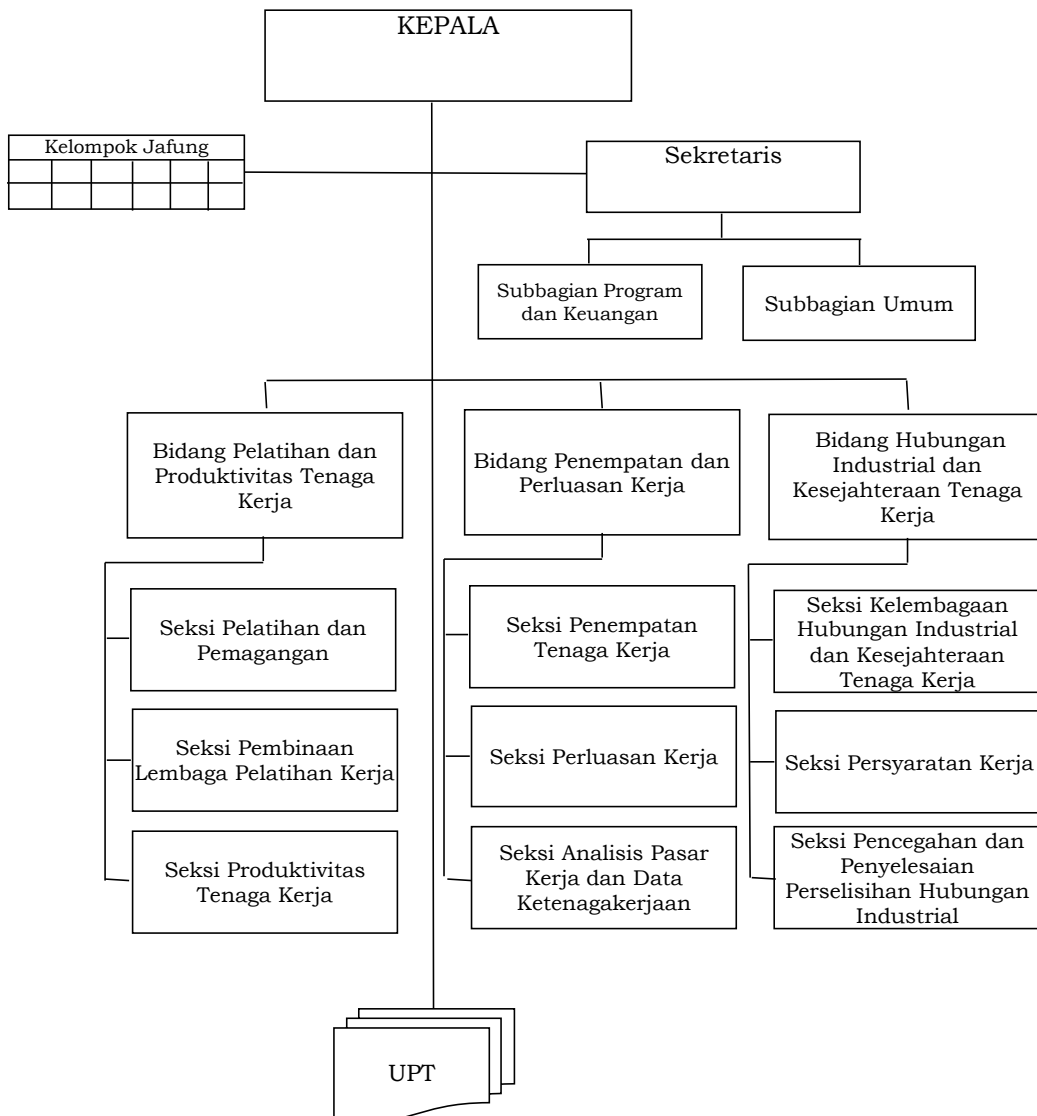 KEPALA
Kelompok Jafung
Sekretaris
Subbagian Program
dan Keuangan
Subbagian Umum
Bidang Pelatihan dan
Produktivitas Tenaga
Kerja
Bidang Penempatan dan
Perluasan Kerja
Bidang Hubungan
Industrial dan
Kesejahteraan Tenaga
Kerja
Seksi Pelatihan dan
Pemagangan
Seksi Pembinaan
Lembaga Pelatihan Kerja
Seksi Produktivitas
Tenaga Kerja
Seksi Penempatan
Tenaga Kerja
Seksi Perluasan Kerja
Seksi Analisis Pasar
Kerja dan Data
Ketenagakerjaan
Seksi Kelembagaan
Hubungan Industrial
dan Kesejahteraan
Tenaga Kerja
Seksi Persyaratan Kerja
Seksi Pencegahan dan
Penyelesaian
Perselisihan Hubungan
Industrial
UPT